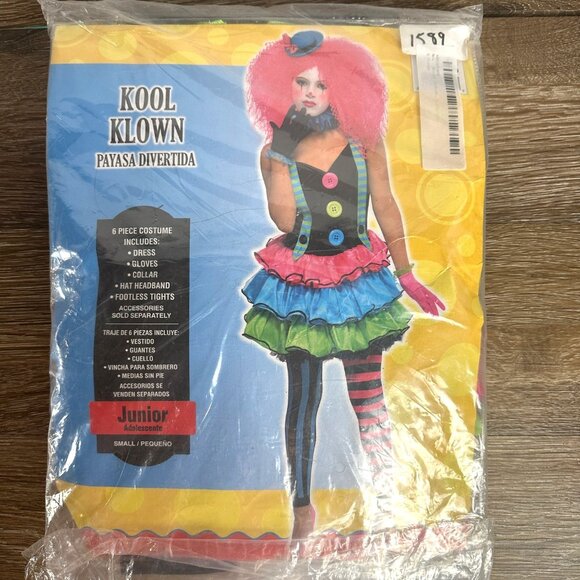 1589
KOOL
KLOWN
PAYASA DIVERTIDA
6 PIECE COSTUME
INCLUDES:
• DRESS
• GLOVES
• COLLAR
• HAT HEADBAND
• FOOTLESS TIGHTS
ACCESSORIES
SOLD SEPARATELY
TRAJE DE 6 PIEZAS INCLUYE:
• VESTIDO
• GUANTES
• CUELLO
• VINCHA PARA SOMBRERO
• MEDIAS SIN PIE
ACCESORIOS SE
VENDEN SEPARADOS
Junior
Adolescente
SMALL / PEQUEÑO